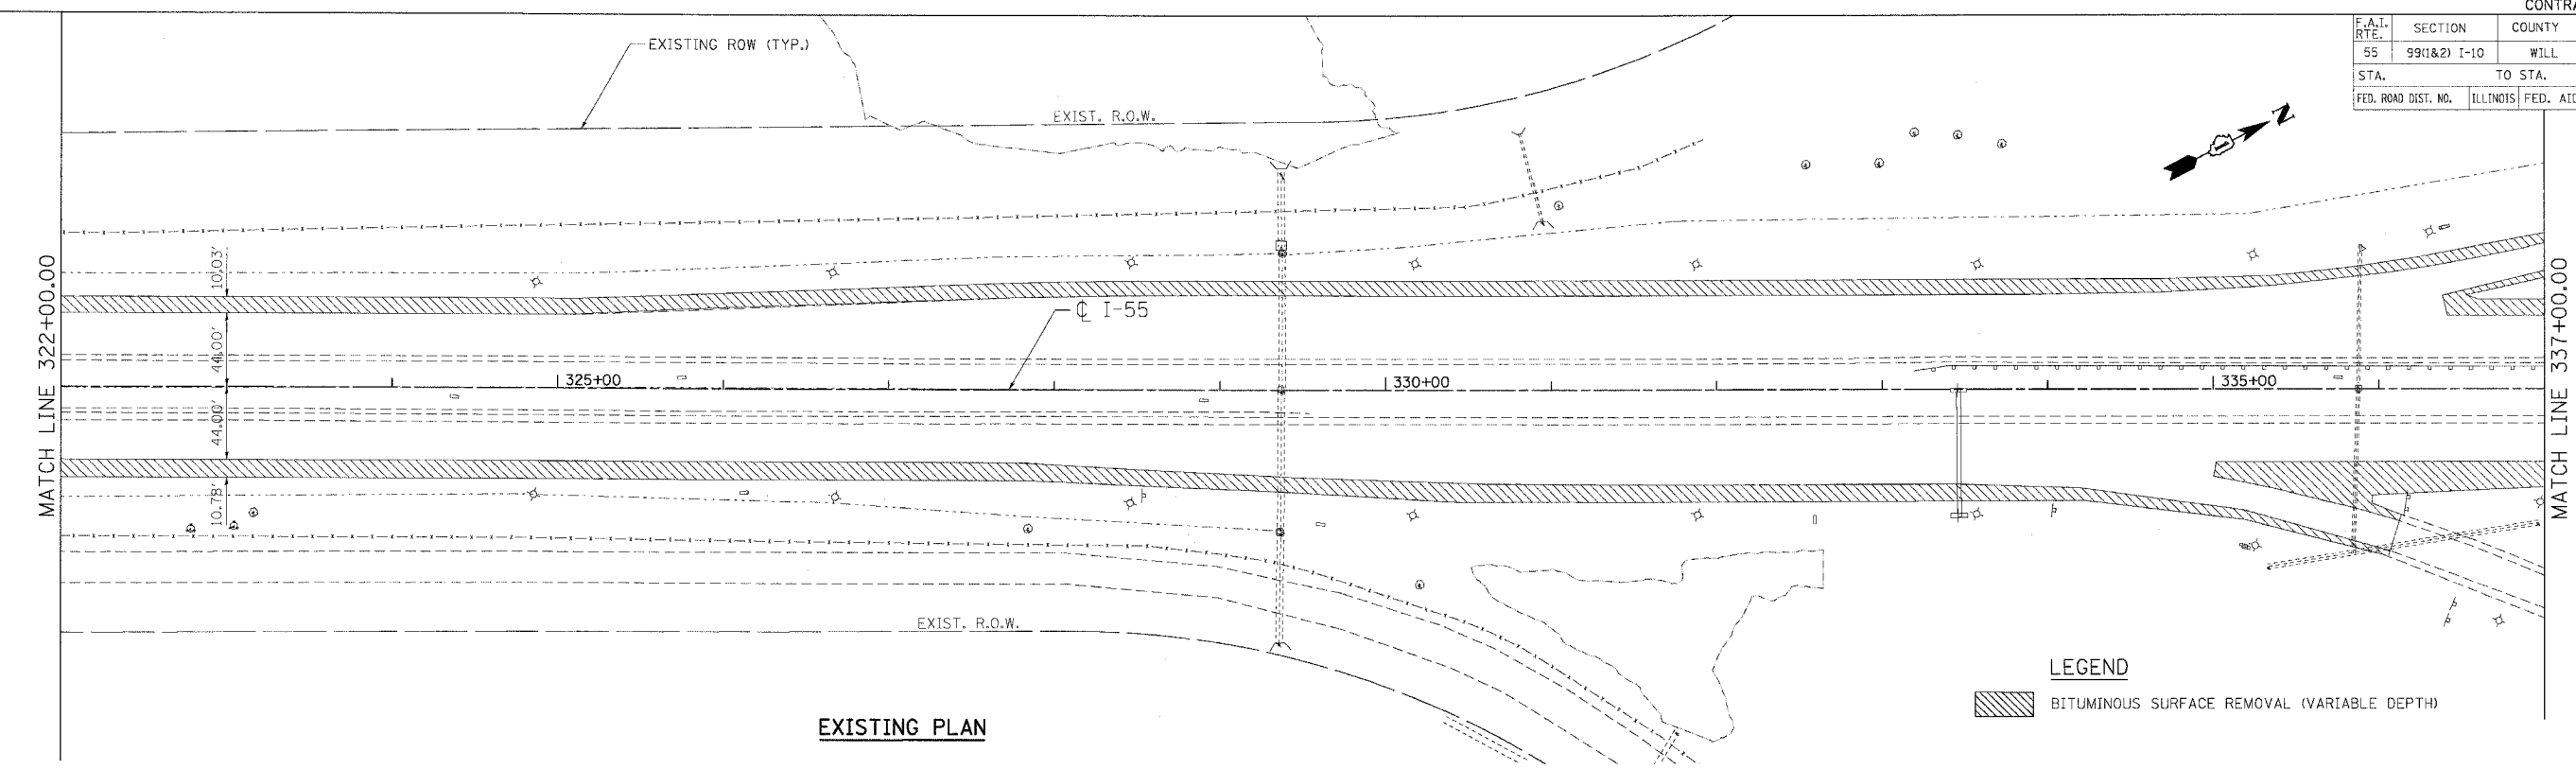 CONTRA
F.A.I. RTE. SECTION COUNTY
55 99(1&2) I-10 WILL
STA. TO STA.
FED. ROAD DIST. NO. ILLINOIS FED. AID
EXISTING ROW (TYP.)
EXIST. R.O.W.
N
MATCH LINE 322+00.00
10.03'
44.00'
44.00'
10.78'
℄ I-55
325+00
330+00
335+00
MATCH LINE 337+00.00
EXIST. R.O.W.
LEGEND
BITUMINOUS SURFACE REMOVAL (VARIABLE DEPTH)
EXISTING PLAN